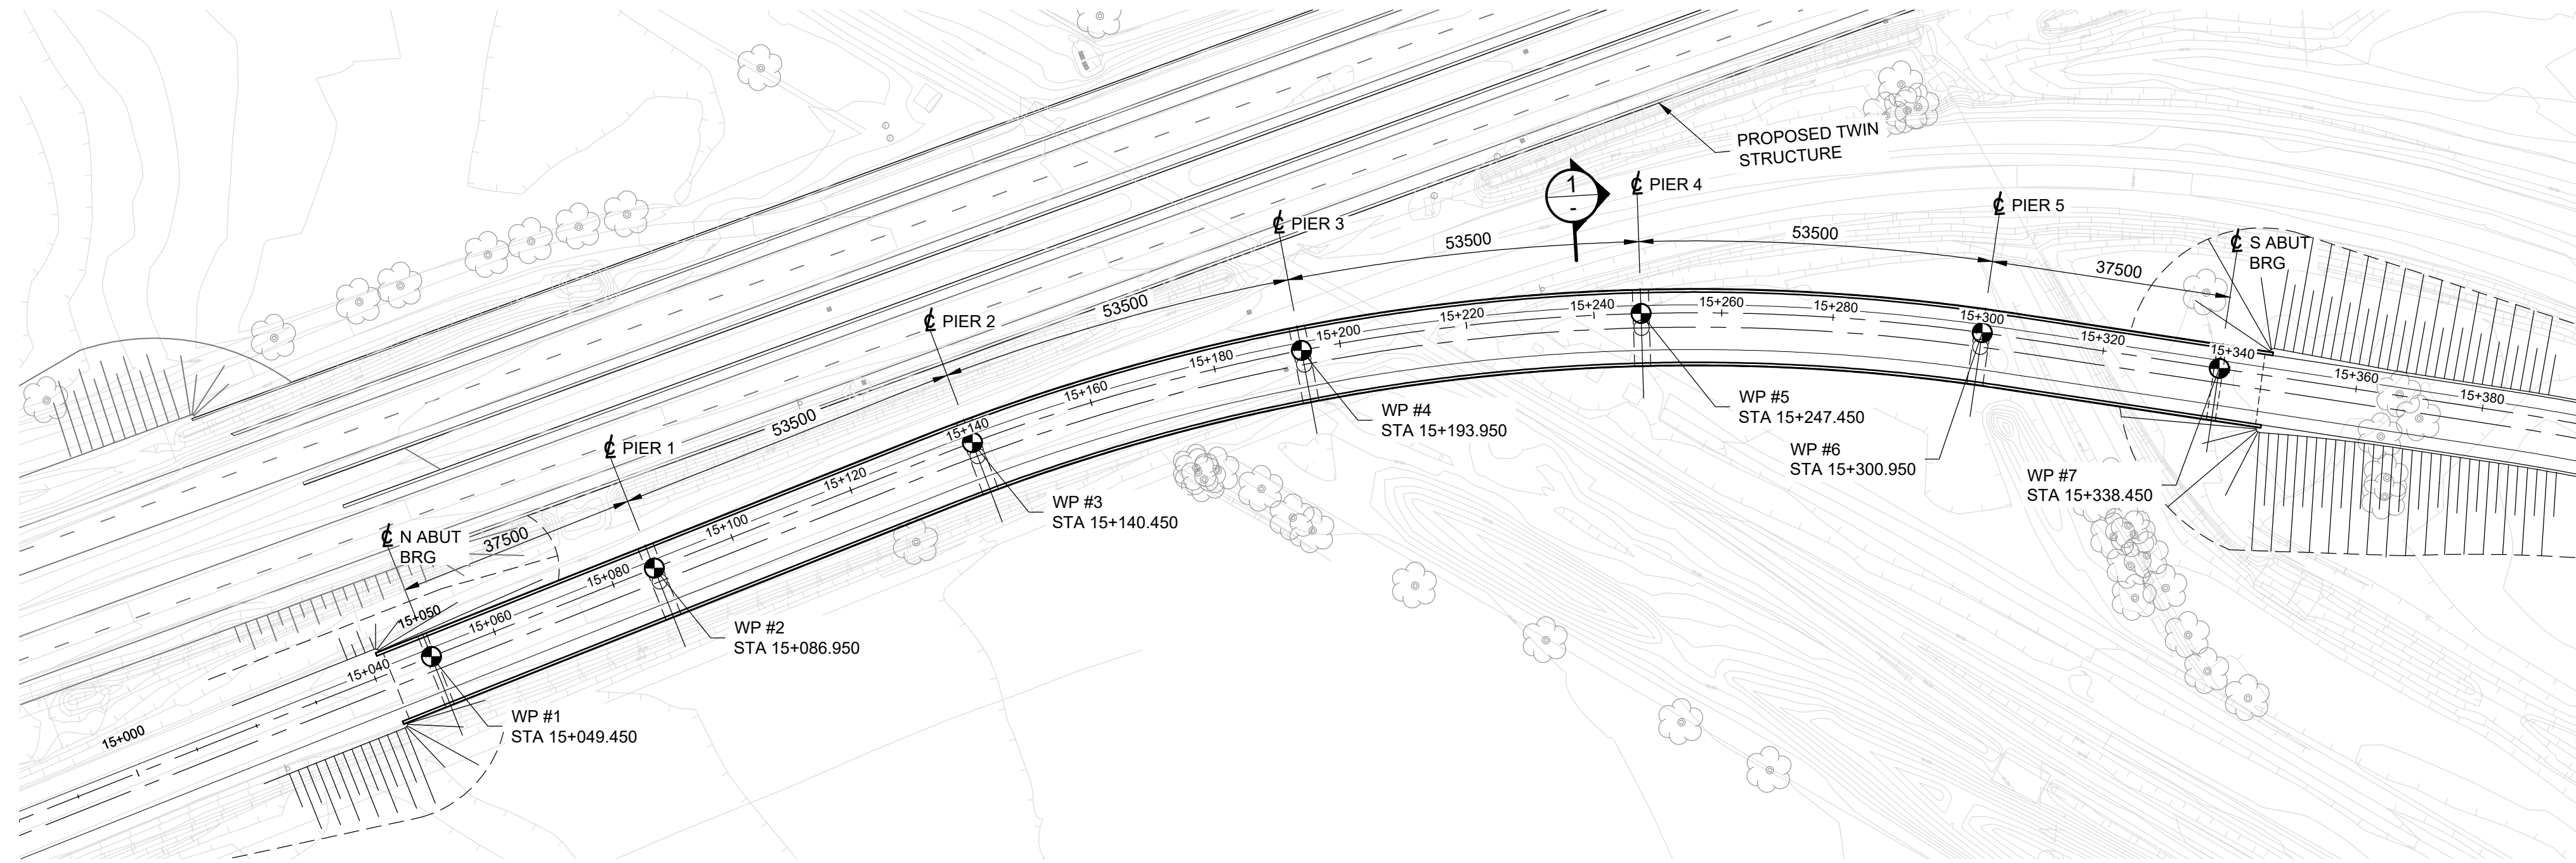 PROPOSED TWIN
STRUCTURE
1
-
℄ PIER 4
℄ PIER 5
℄ PIER 3
℄ S ABUT
BRG
53500
53500
37500
53500
℄ PIER 2
53500
℄ PIER 1
37500
℄ N ABUT
BRG
15+000
15+040
15+050
15+060
15+080
15+100
15+120
15+140
15+160
15+180
15+200
15+220
15+240
15+260
15+280
15+300
15+320
15+340
15+360
15+380
WP #1
STA 15+049.450
WP #2
STA 15+086.950
WP #3
STA 15+140.450
WP #4
STA 15+193.950
WP #5
STA 15+247.450
WP #6
STA 15+300.950
WP #7
STA 15+338.450